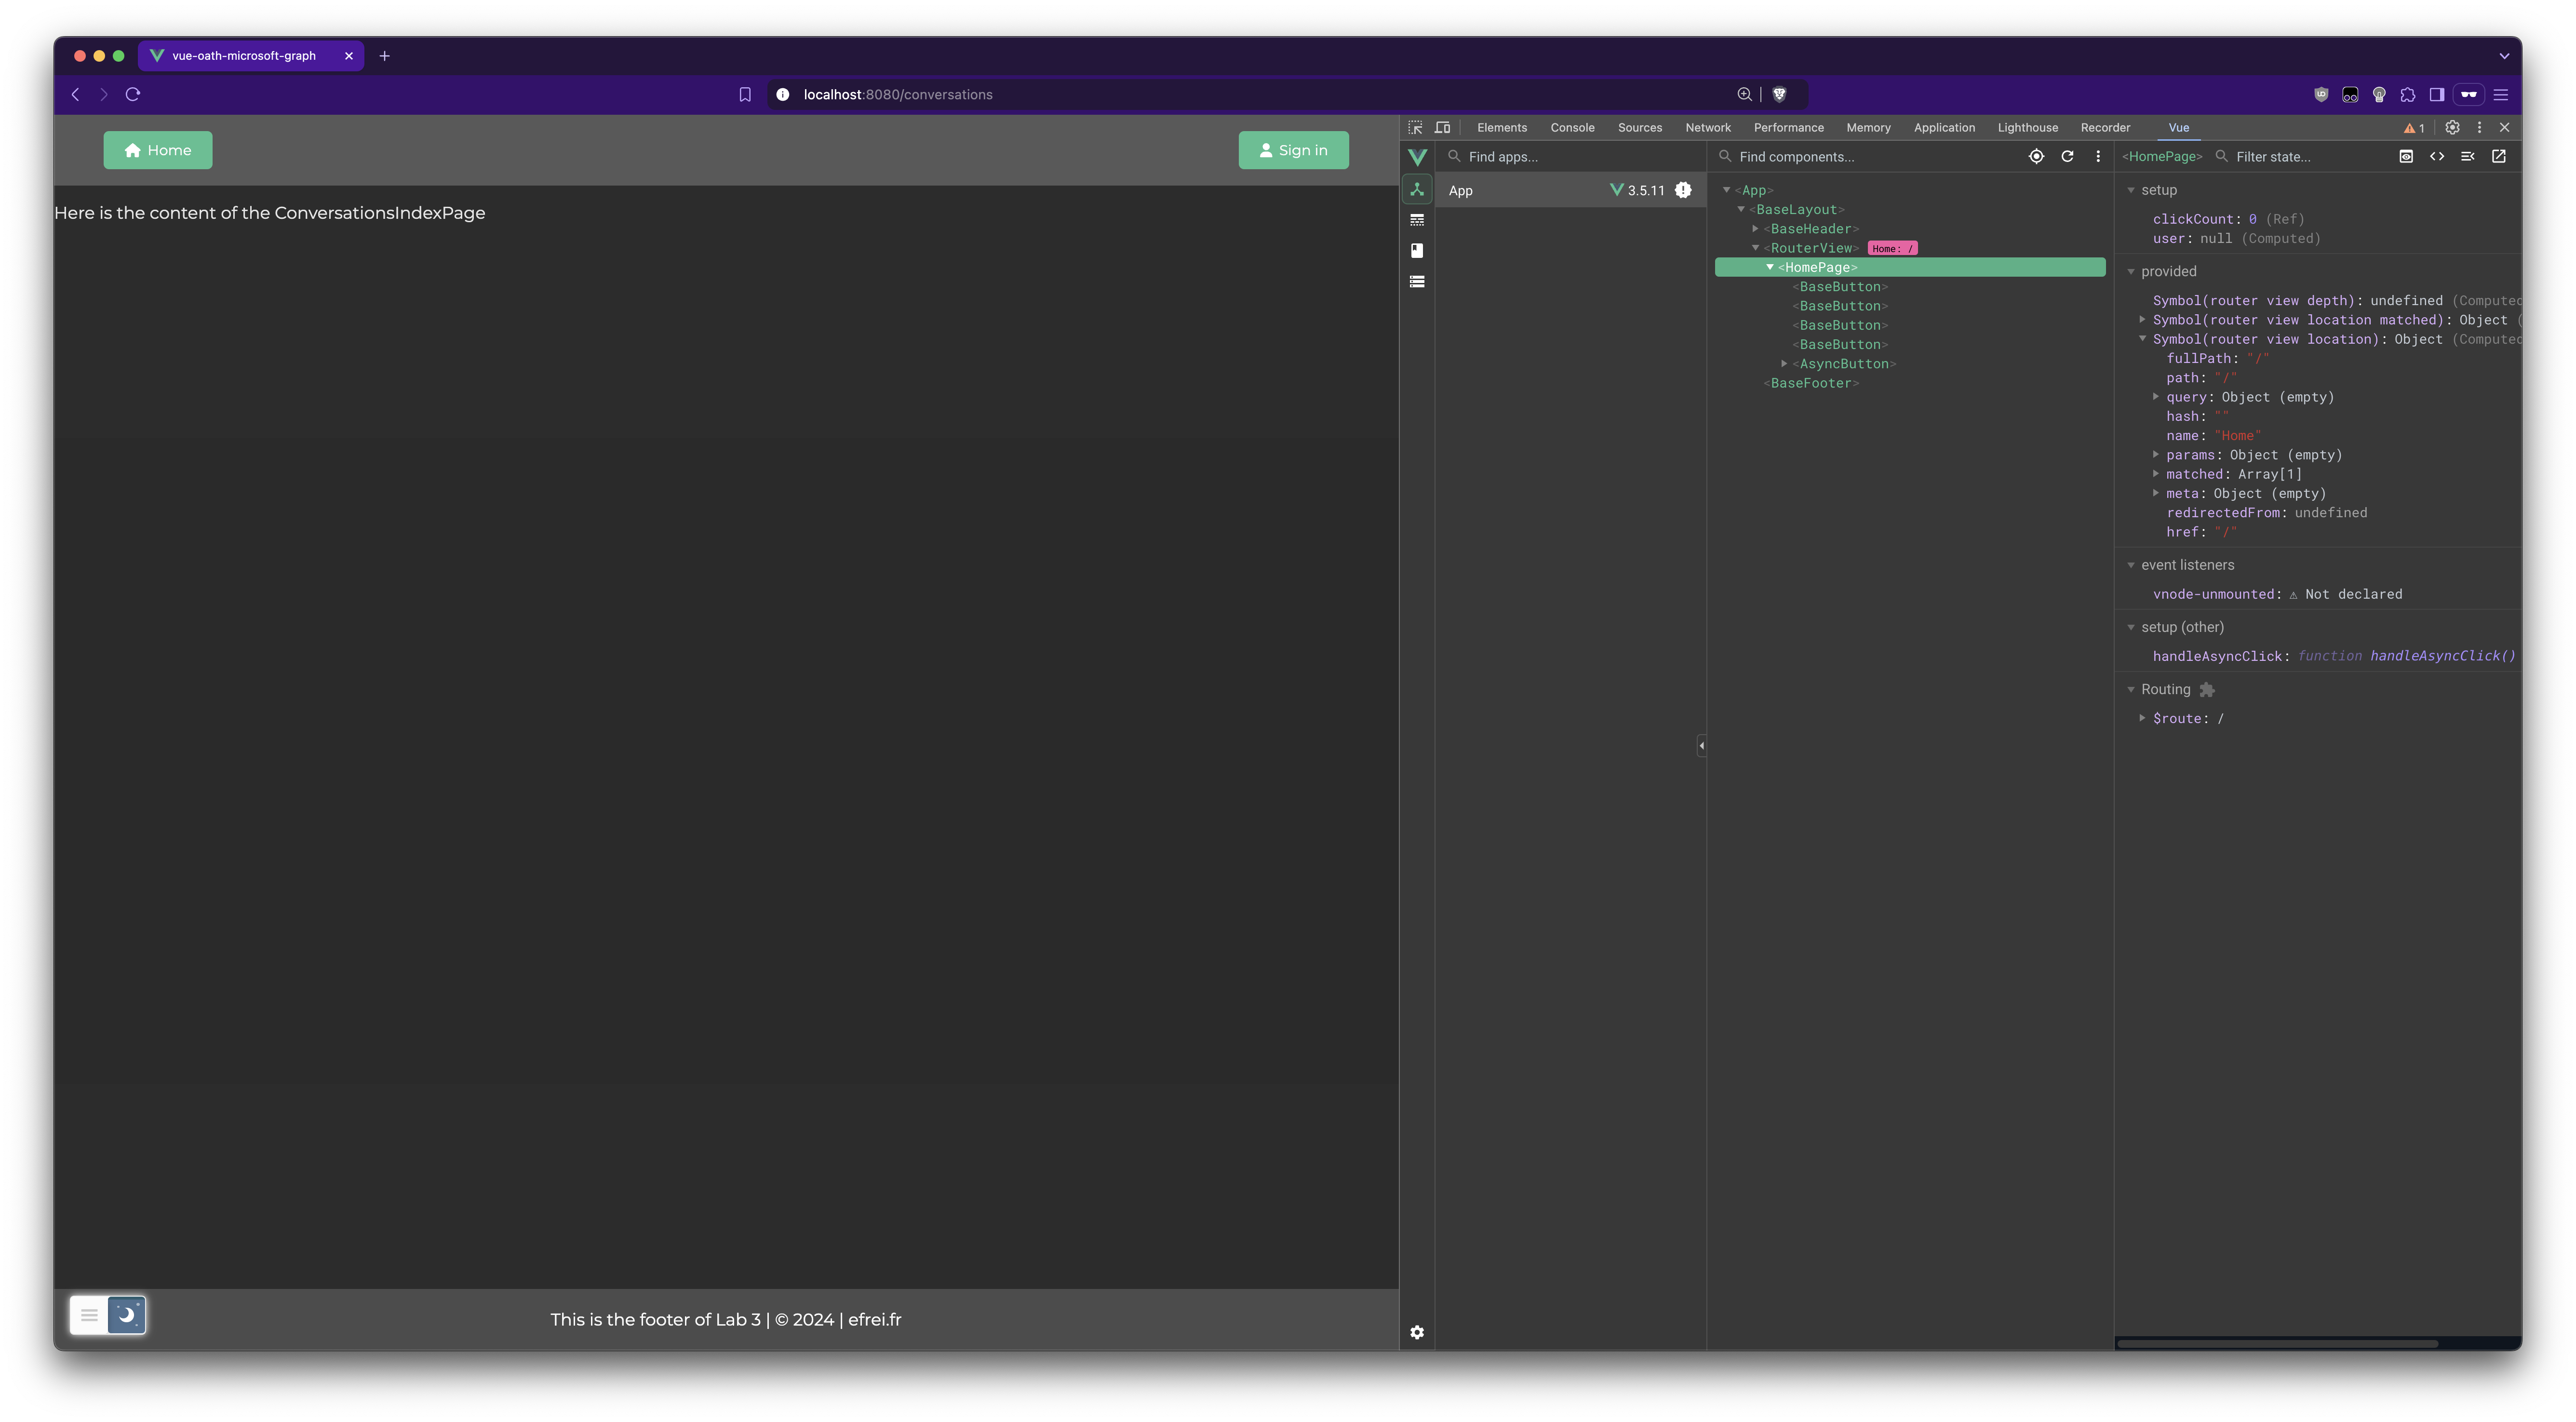 vue-oath-microsoft-graph
localhost:8080/conversations
Home
Sign in
Here is the content of the ConversationsIndexPage
This is the footer of Lab 3 | © 2024 | efrei.fr
Elements Console Sources Network Performance Memory Application Lighthouse Recorder Vue 1
Find apps...
App 3.5.11
Find components...
<App>
<BaseLayout>
<BaseHeader>
<RouterView> Home: /
<HomePage>
<BaseButton>
<BaseButton>
<BaseButton>
<BaseButton>
<AsyncButton>
<BaseFooter>
<HomePage> Filter state...
setup
clickCount: 0 (Ref)
user: null (Computed)
provided
Symbol(router view depth): undefined (Computed
Symbol(router view location matched): Object (
Symbol(router view location): Object (Computed
fullPath: "/"
path: "/"
query: Object (empty)
hash: ""
name: "Home"
params: Object (empty)
matched: Array[1]
meta: Object (empty)
redirectedFrom: undefined
href: "/"
event listeners
vnode-unmounted: ⚠ Not declared
setup (other)
handleAsyncClick: function handleAsyncClick()
Routing
$route: /